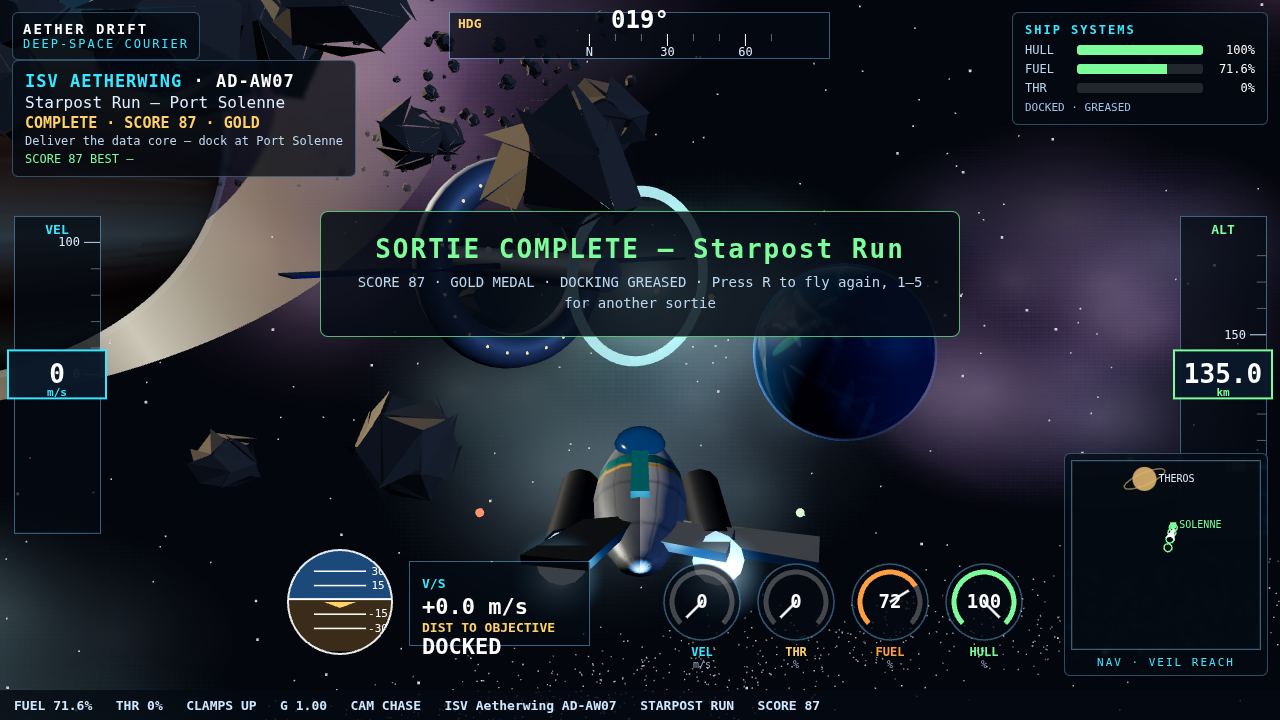 AETHER DRIFT
DEEP-SPACE COURIER
ISV AETHERWING · AD-AW07
Starpost Run — Port Solenne
COMPLETE · SCORE 87 · GOLD
Deliver the data core — dock at Port Solenne
SCORE 87 BEST —
HDG
019°
N 30 60
SHIP SYSTEMS
HULL 100%
FUEL 71.6%
THR 0%
DOCKED · GREASED
VEL
100
0
m/s
SORTIE COMPLETE — Starpost Run
SCORE 87 · GOLD MEDAL · DOCKING GREASED · Press R to fly again, 1–5
for another sortie
ALT
150
135.0
km
THEROS
SOLENNE
NAV · VEIL REACH
30
15
-15
-30
V/S
+0.0 m/s
DIST TO OBJECTIVE
DOCKED
0
VEL
m/s
0
THR
%
72
FUEL
%
100
HULL
%
FUEL 71.6% THR 0% CLAMPS UP G 1.00 CAM CHASE ISV Aetherwing AD-AW07 STARPOST RUN SCORE 87